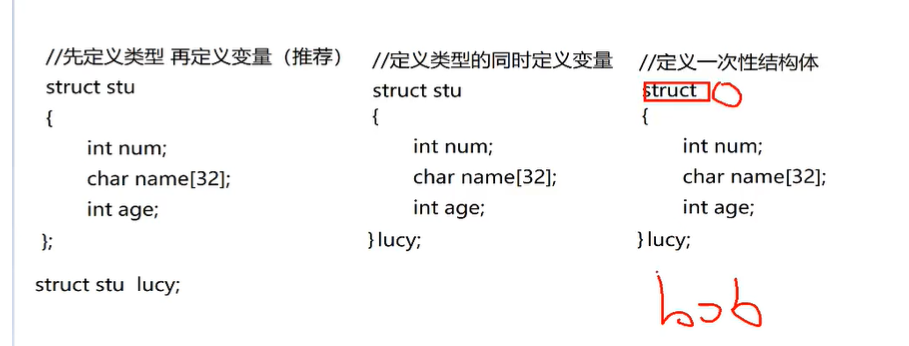 //先定义类型 再定义变量（推荐）
struct stu
{
int num;
char name[32];
int age;
};
struct stu lucy;
//定义类型的同时定义变量
struct stu
{
int num;
char name[32];
int age;
}lucy;
//定义一次性结构体
struct
{
int num;
char name[32];
int age;
}lucy;
bob